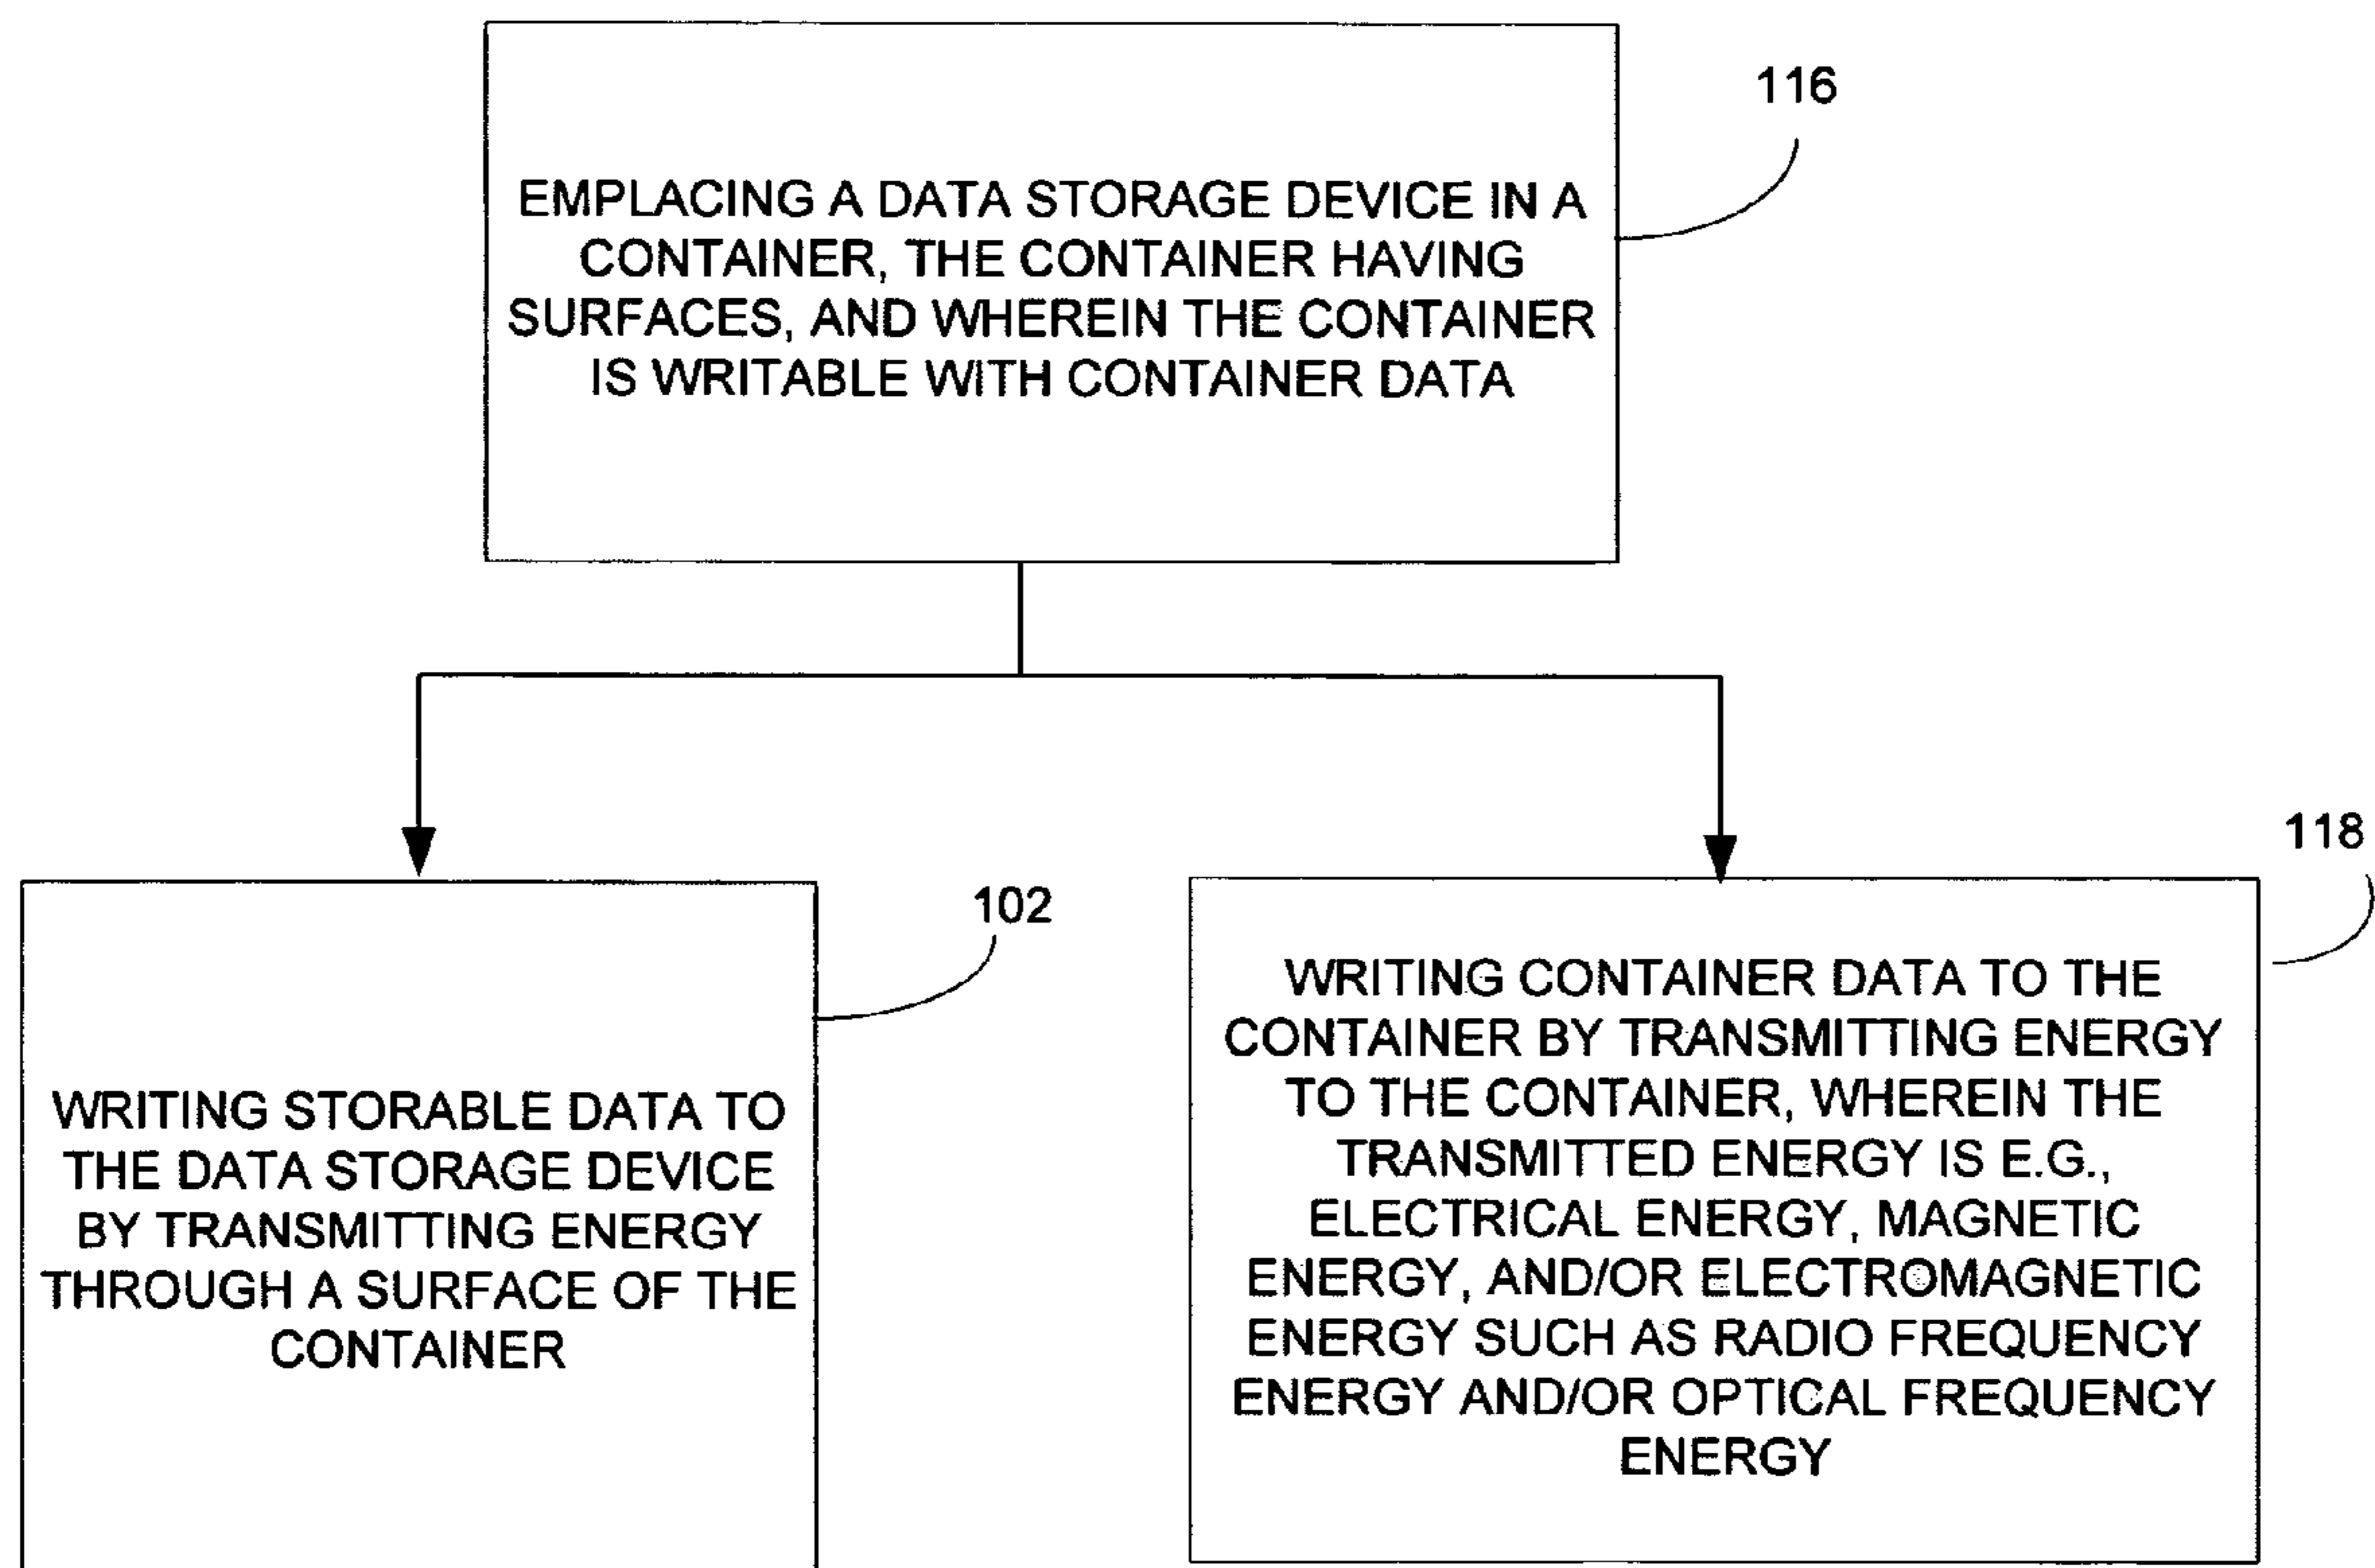 116
EMPLACING A DATA STORAGE DEVICE IN A
CONTAINER, THE CONTAINER HAVING
SURFACES, AND WHEREIN THE CONTAINER
IS WRITABLE WITH CONTAINER DATA
102
WRITING STORABLE DATA TO
THE DATA STORAGE DEVICE
BY TRANSMITTING ENERGY
THROUGH A SURFACE OF THE
CONTAINER
118
WRITING CONTAINER DATA TO THE
CONTAINER BY TRANSMITTING ENERGY
TO THE CONTAINER, WHEREIN THE
TRANSMITTED ENERGY IS E.G.,
ELECTRICAL ENERGY, MAGNETIC
ENERGY, AND/OR ELECTROMAGNETIC
ENERGY SUCH AS RADIO FREQUENCY
ENERGY AND/OR OPTICAL FREQUENCY
ENERGY